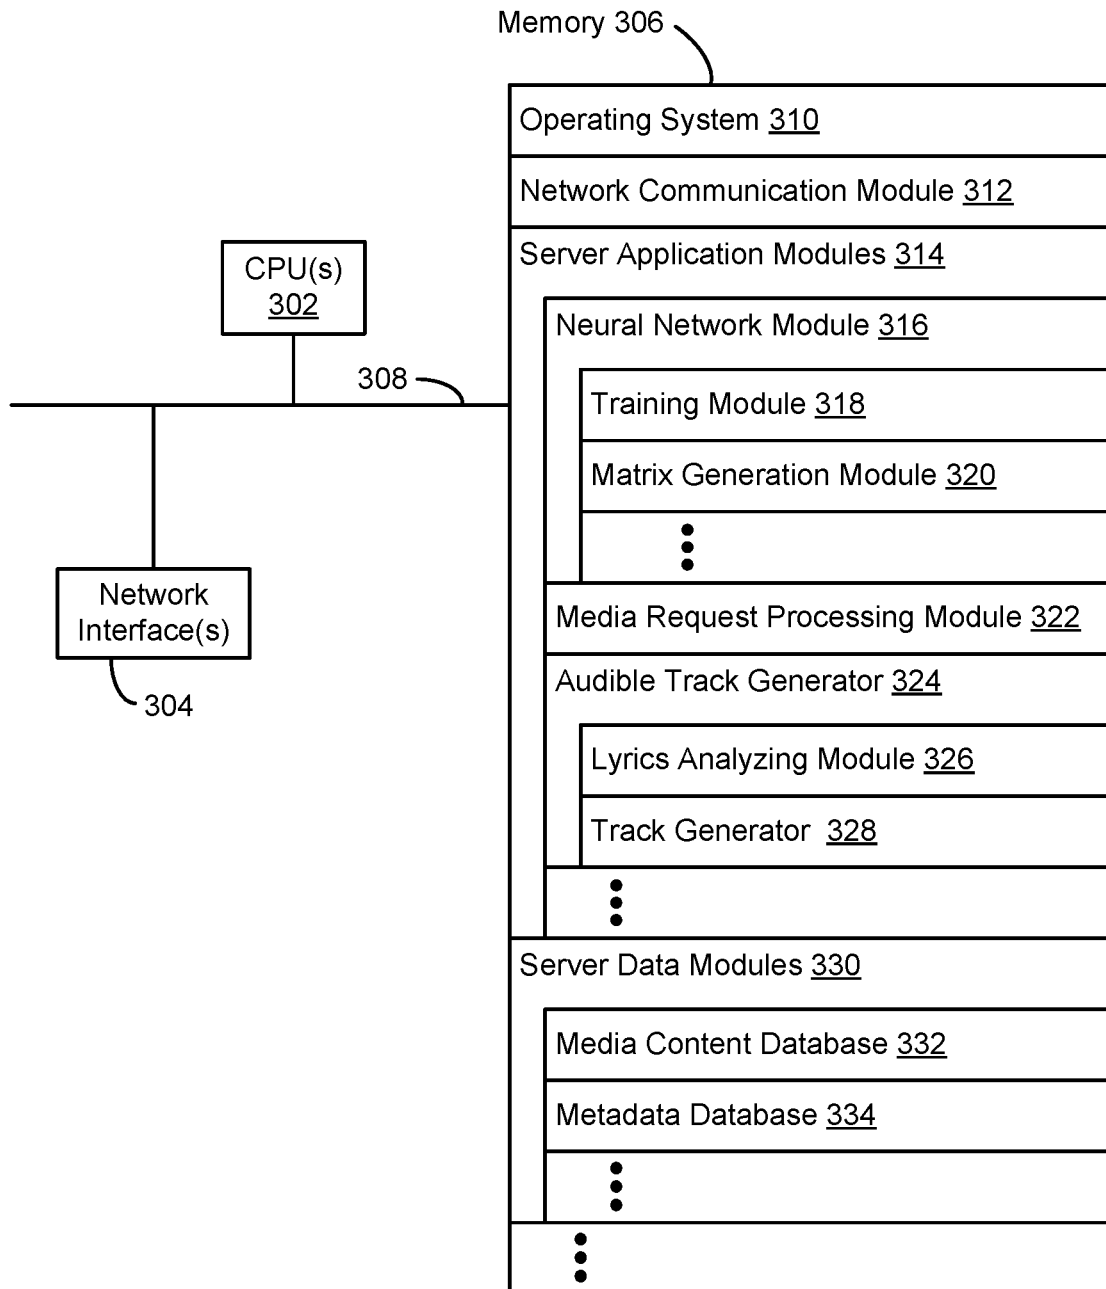 Memory 306
Operating System 310
Network Communication Module 312
Server Application Modules 314
CPU(s)
302
Neural Network Module 316
308
Training Module 318
Matrix Generation Module 320
Network
Interface(s)
304
Media Request Processing Module 322
Audible Track Generator 324
Lyrics Analyzing Module 326
Track Generator 328
Server Data Modules 330
Media Content Database 332
Metadata Database 334